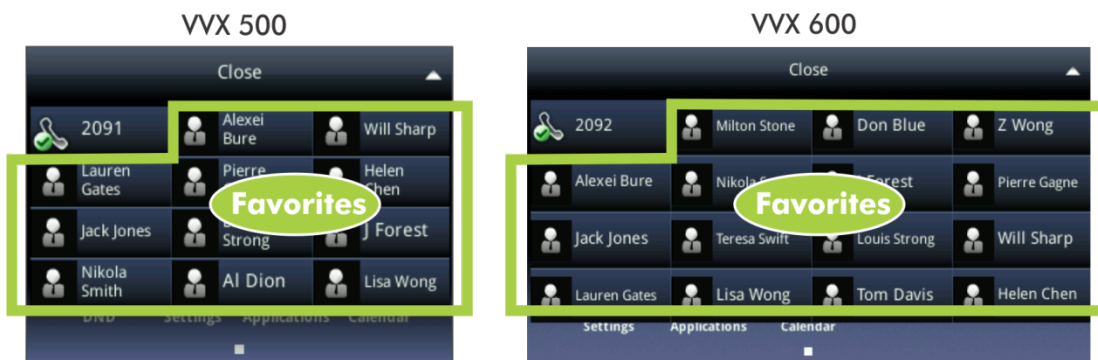 VVX 500
Close
2091
Alexei
Bure
Will Sharp
Lauren
Gates
Pierre
Helen
Chen
Favorites
Jack Jones
Strong
J Forest
Nikola
Smith
Al Dion
Lisa Wong
DND Settings Applications Calendar
VVX 600
Close
2092
Milton Stone
Don Blue
Z Wong
Alexei Bure
Nikola
Forest
Pierre Gagne
Favorites
Jack Jones
Teresa Swift
Louis Strong
Will Sharp
Lauren Gates
Lisa Wong
Tom Davis
Helen Chen
Settings Applications Calendar